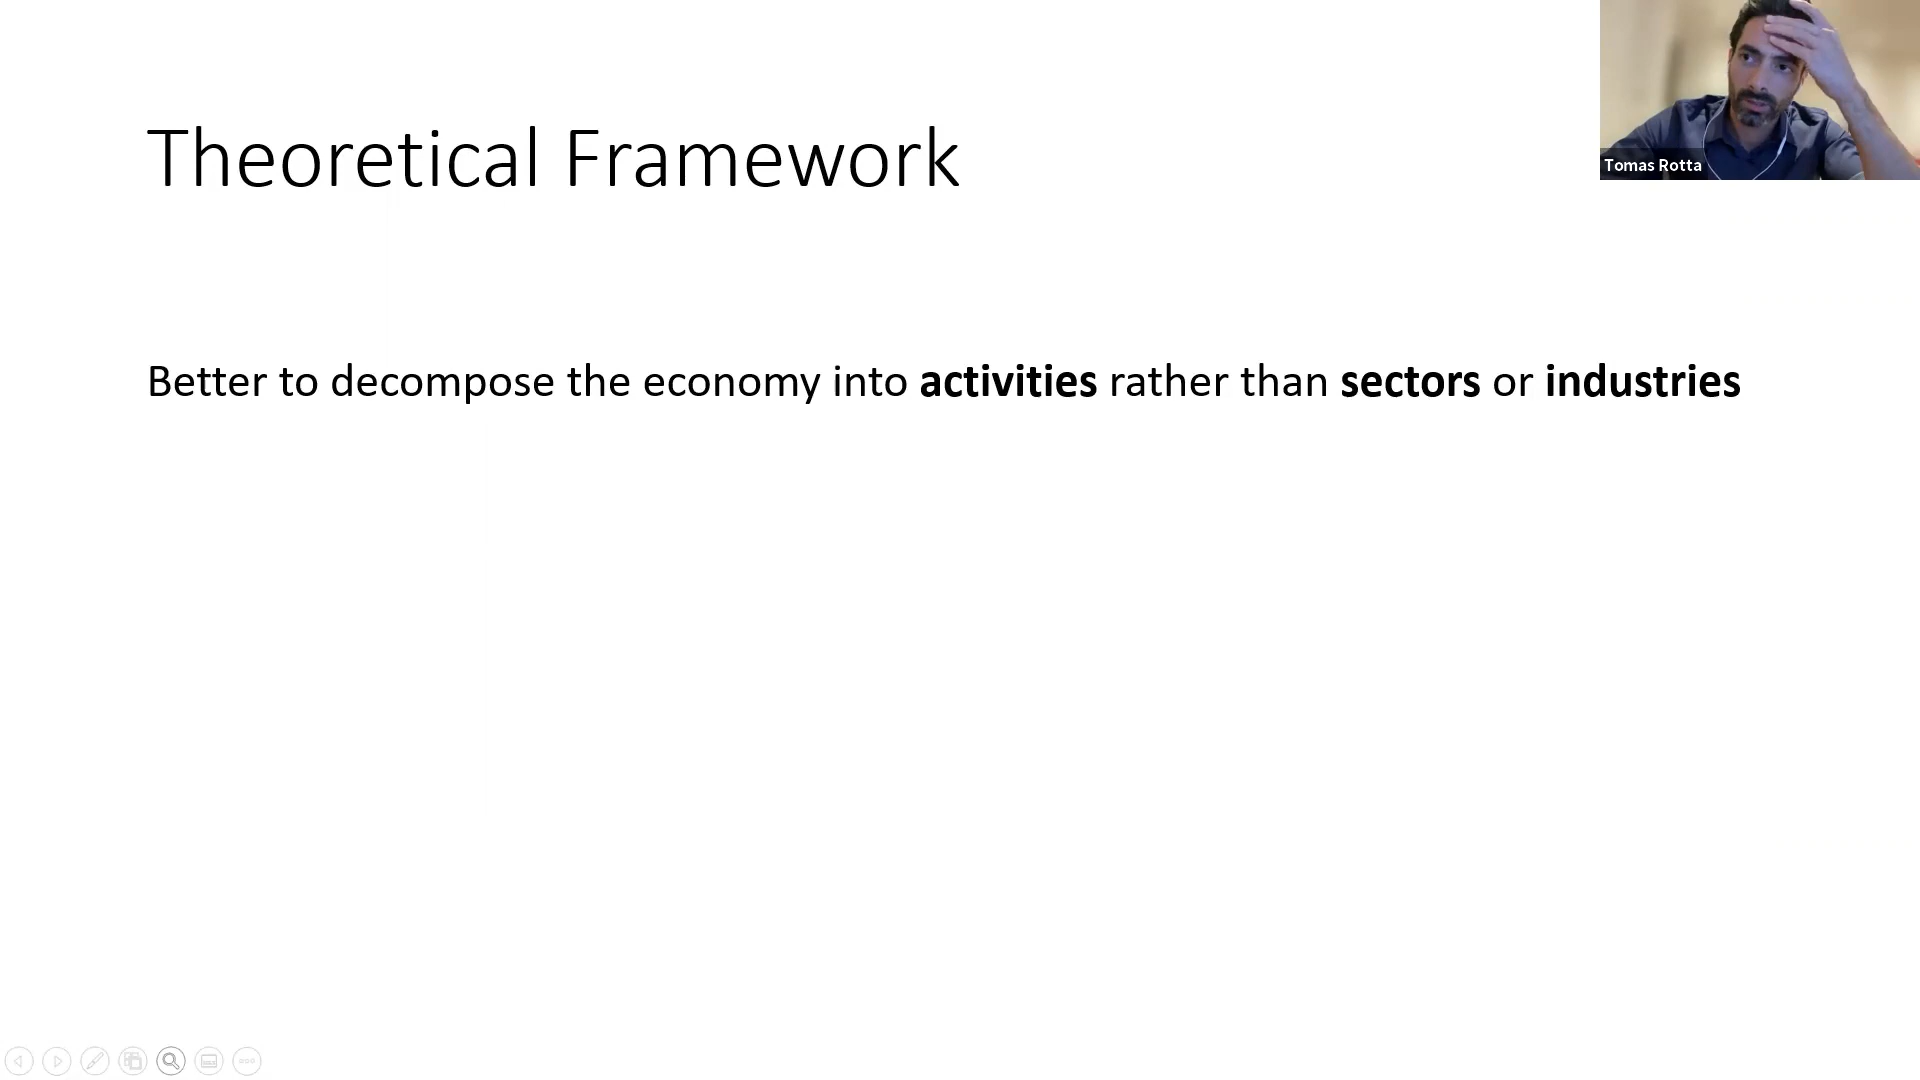 Theoretical Framework
Tomas Rotta
Better to decompose the economy into activities rather than sectors or industries